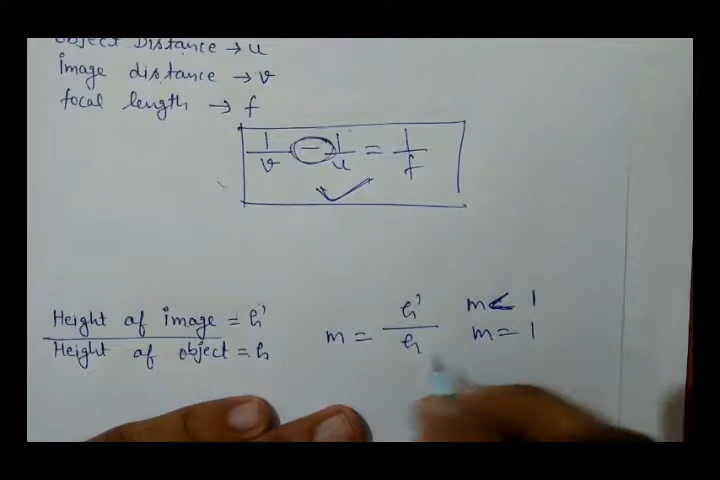 object Distance → u
image distance → v
focal length → f
1/v - 1/u = 1/f
Height of image = h'
Height of object = h
m = h'/h
m < 1
m = 1